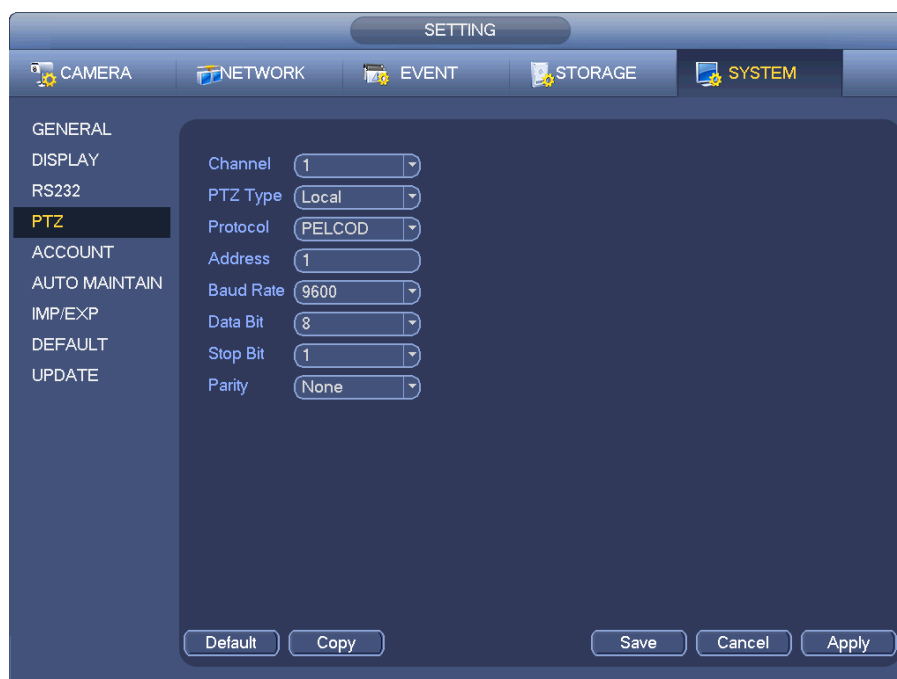 SETTING
CAMERA NETWORK EVENT STORAGE SYSTEM
GENERAL
DISPLAY
RS232
PTZ
ACCOUNT
AUTO MAINTAIN
IMP/EXP
DEFAULT
UPDATE
Channel 1
PTZ Type Local
Protocol PELCOD
Address 1
Baud Rate 9600
Data Bit 8
Stop Bit 1
Parity None
Default Copy Save Cancel Apply